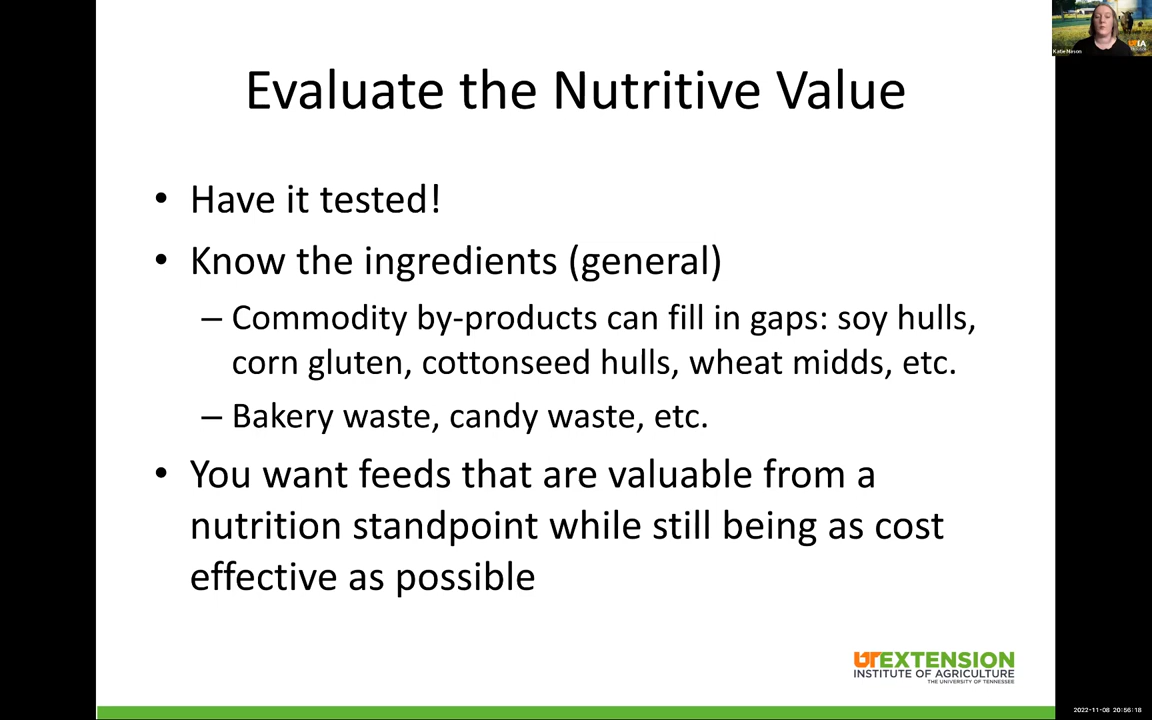 Evaluate the Nutritive Value
• Have it tested!
• Know the ingredients (general)
– Commodity by-products can fill in gaps: soy hulls,
corn gluten, cottonseed hulls, wheat midds, etc.
– Bakery waste, candy waste, etc.
• You want feeds that are valuable from a
nutrition standpoint while still being as cost
effective as possible
UT EXTENSION
INSTITUTE OF AGRICULTURE
THE UNIVERSITY OF TENNESSEE
Katie Mason
UTIA
2022-11-08 20:56:18